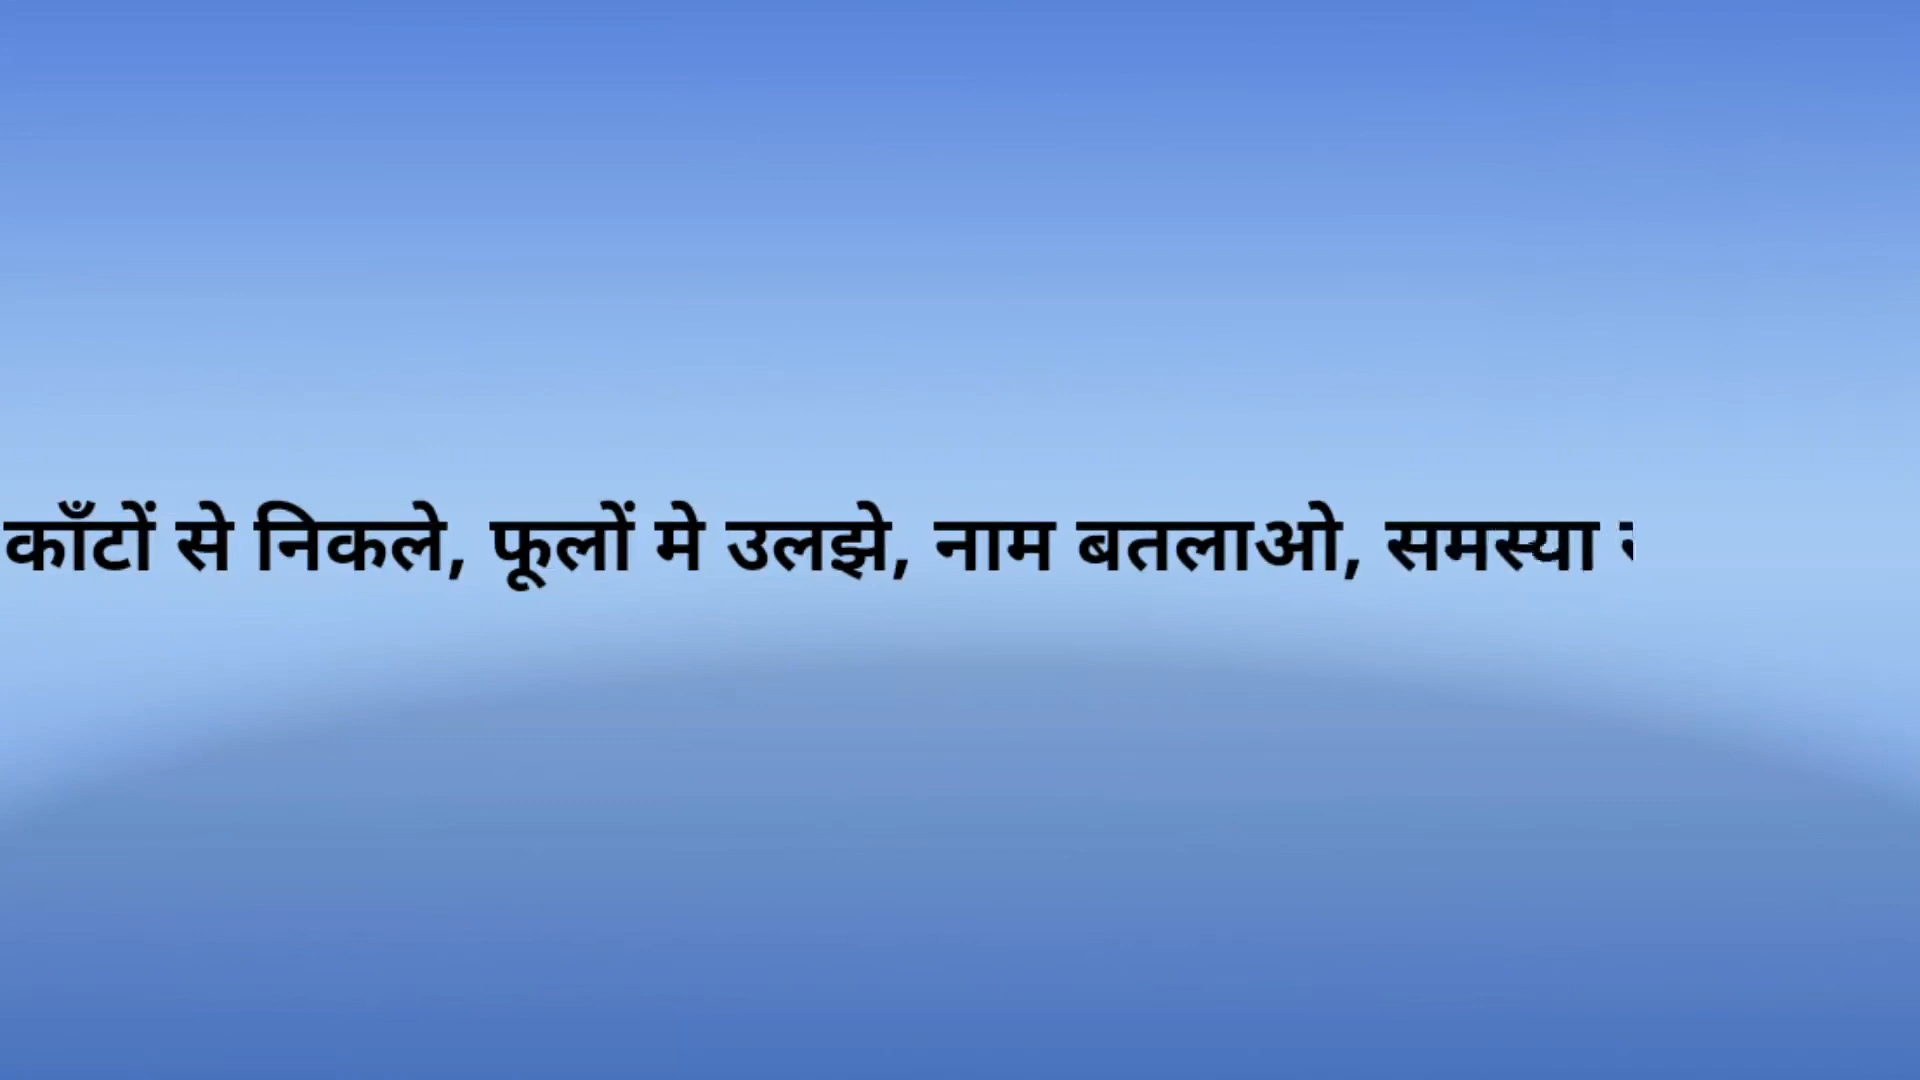 काँटों से निकले, फूलों मे उलझे, नाम बतलाओ, समस्या